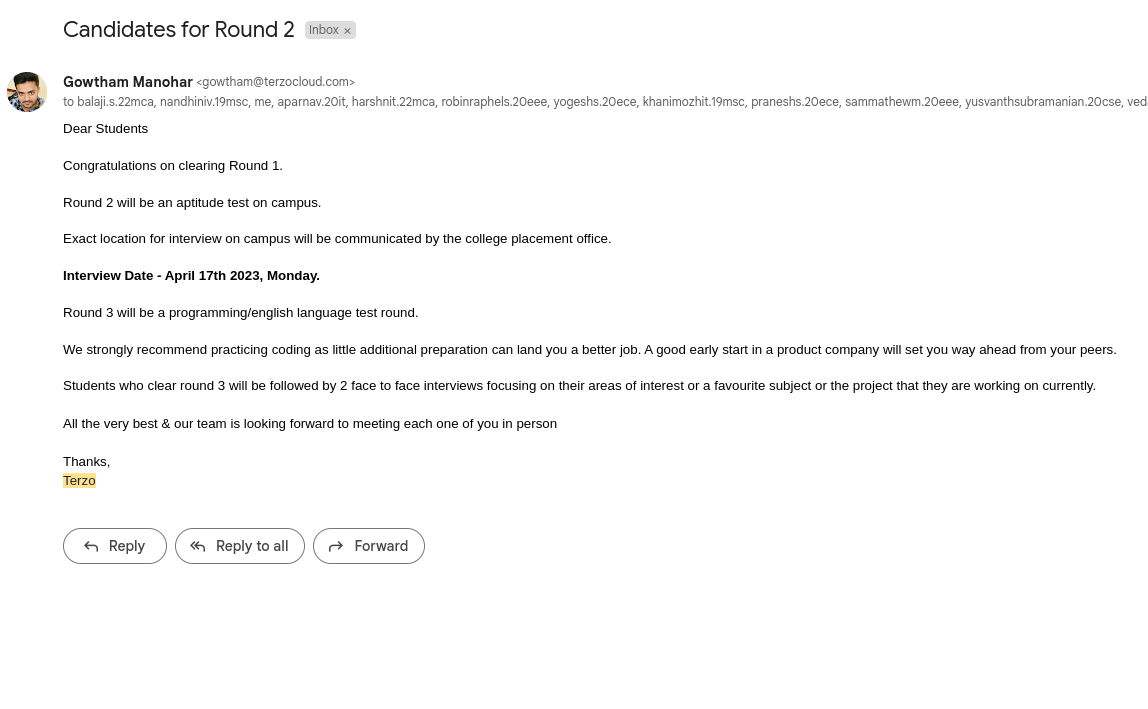 Candidates for Round 2 Inbox ×
Gowtham Manohar <gowtham@terzocloud.com>
to balaji.s.22mca, nandhiniv.19msc, me, aparnav.20it, harshnit.22mca, robinraphels.20eee, yogeshs.20ece, khanimozhit.19msc, praneshs.20ece, sammathewm.20eee, yusvanthsubramanian.20cse, ved
Dear Students
Congratulations on clearing Round 1.
Round 2 will be an aptitude test on campus.
Exact location for interview on campus will be communicated by the college placement office.
Interview Date - April 17th 2023, Monday.
Round 3 will be a programming/english language test round.
We strongly recommend practicing coding as little additional preparation can land you a better job. A good early start in a product company will set you way ahead from your peers.
Students who clear round 3 will be followed by 2 face to face interviews focusing on their areas of interest or a favourite subject or the project that they are working on currently.
All the very best & our team is looking forward to meeting each one of you in person
Thanks,
Terzo
Reply Reply to all Forward